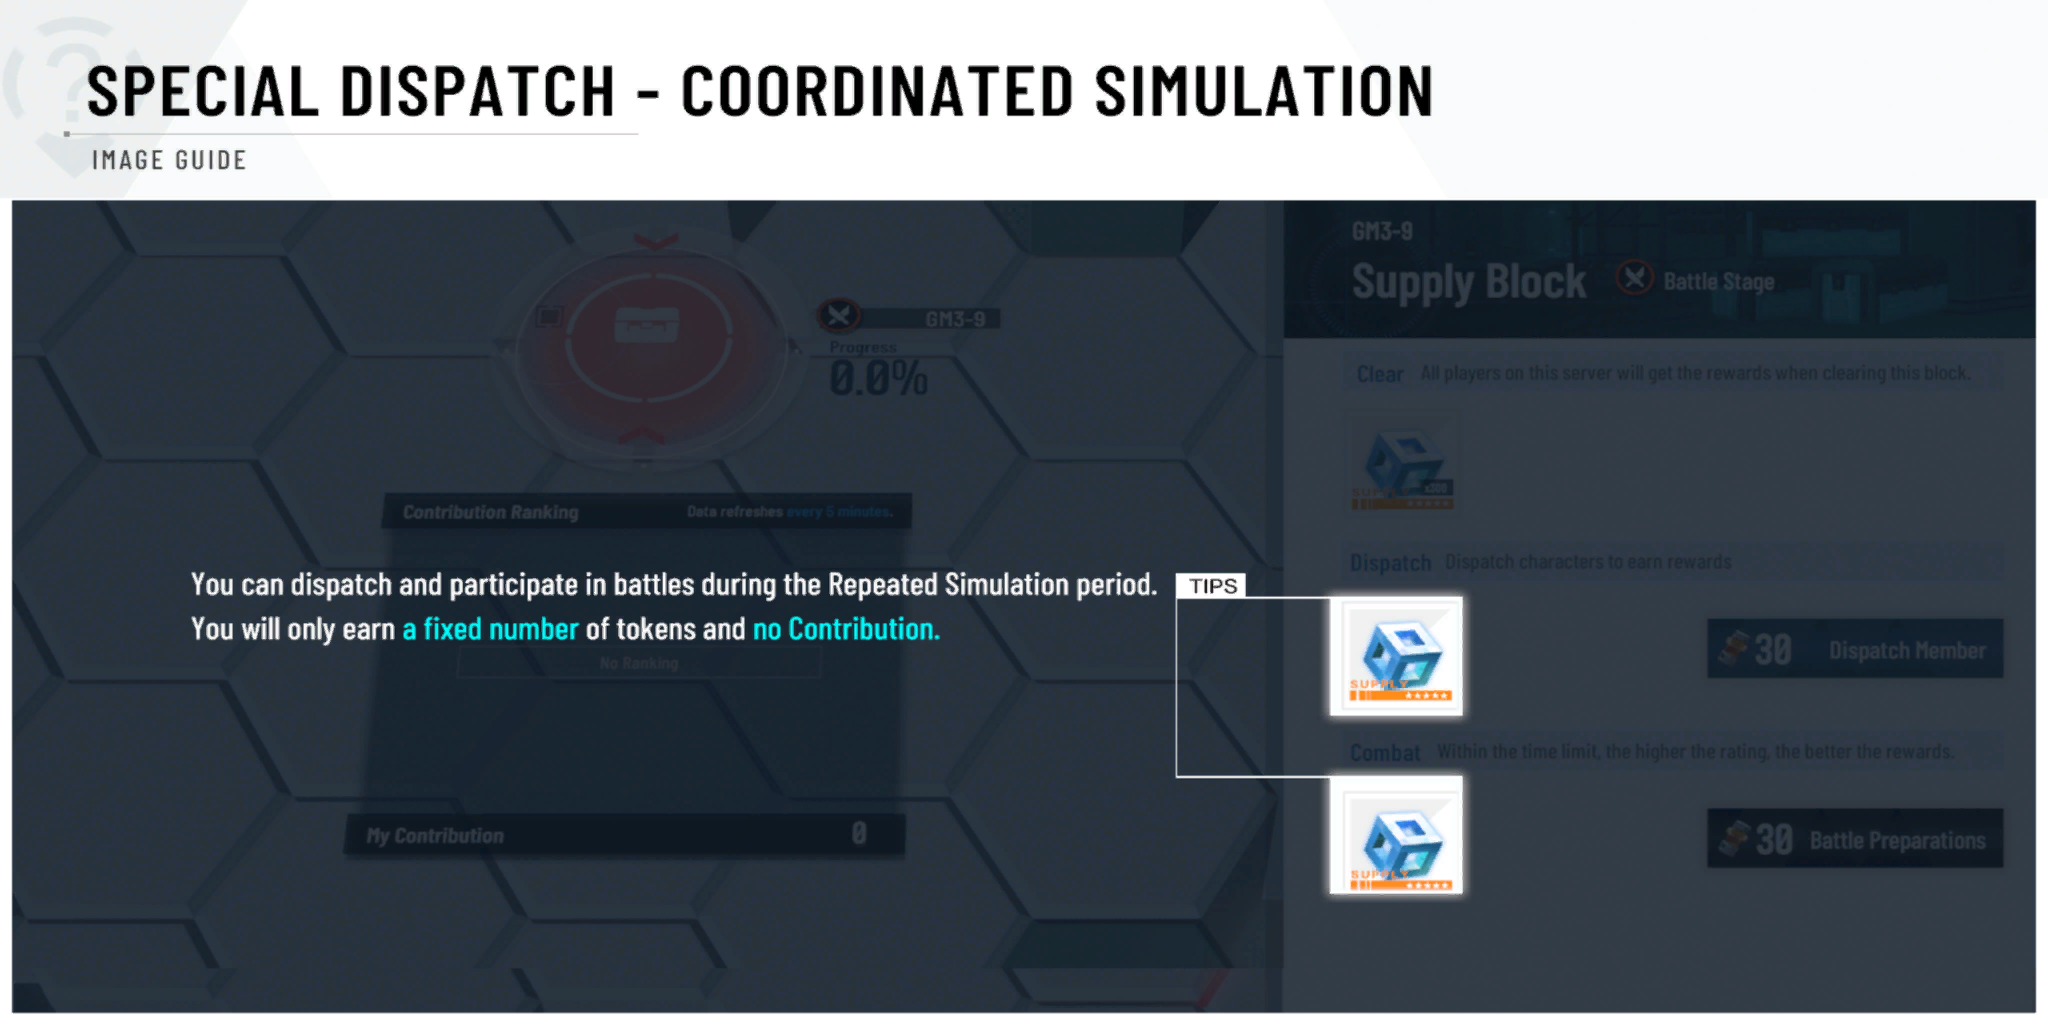 SPECIAL DISPATCH - COORDINATED SIMULATION
IMAGE GUIDE
GM3-9
Progress
0.0%
Contribution Ranking
Data refreshes every 5 minutes.
You can dispatch and participate in battles during the Repeated Simulation period.
You will only earn a fixed number of tokens and no Contribution.
No Ranking
My Contribution 0
TIPS
GM3-9
Supply Block
Battle Stage
Clear All players on this server will get the rewards when clearing this block.
SUPPLY
x300
Dispatch Dispatch characters to earn rewards
SUPPLY
30 Dispatch Member
Combat Within the time limit, the higher the rating, the better the rewards.
SUPPLY
30 Battle Preparations